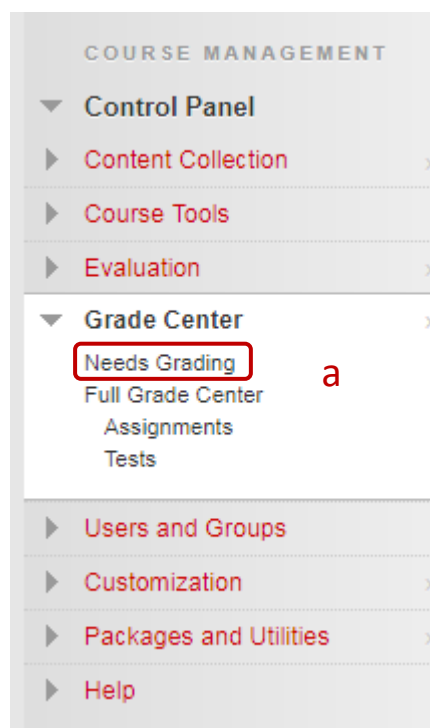 COURSE MANAGEMENT
Control Panel
Content Collection
Course Tools
Evaluation
Grade Center
Needs Grading
a
Full Grade Center
Assignments
Tests
Users and Groups
Customization
Packages and Utilities
Help